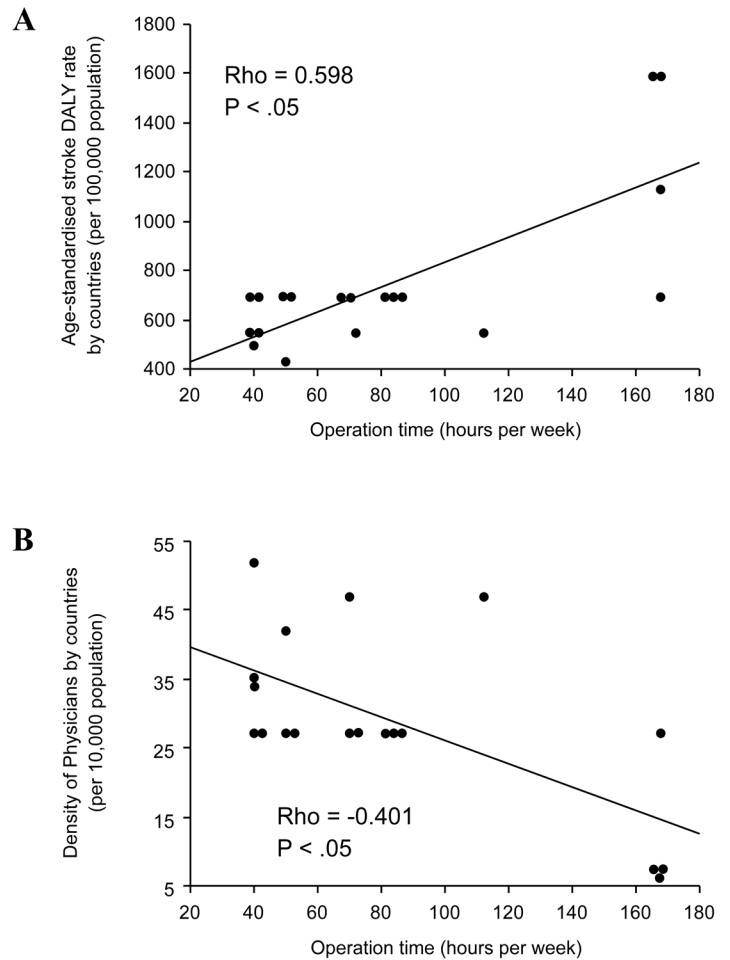 A
Age-standardised stroke DALY rate
by countries (per 100,000 population)
1800
1600
1400
1200
1000
800
600
400
Rho = 0.598
P < .05
20 40 60 80 100 120 140 160 180
Operation time (hours per week)
B
Density of Physicians by countries
(per 10,000 population)
55
45
35
25
15
5
Rho = -0.401
P < .05
20 40 60 80 100 120 140 160 180
Operation time (hours per week)